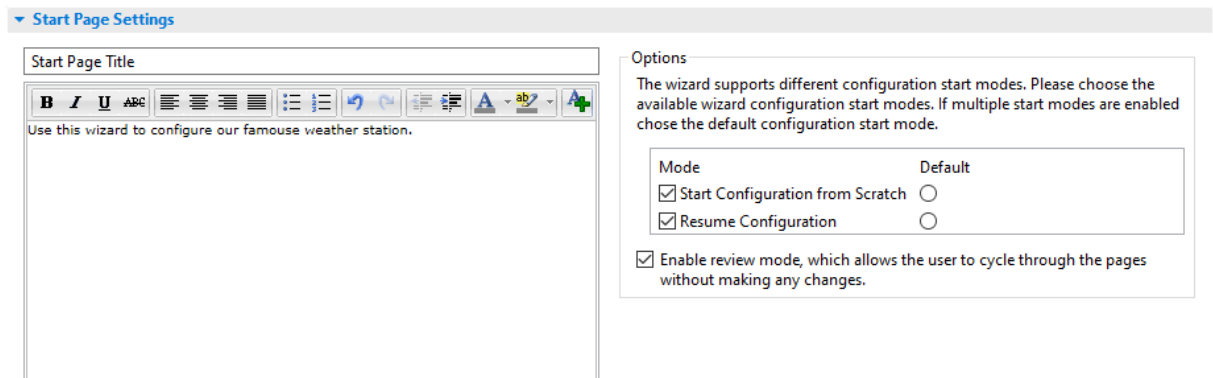 Start Page Settings
Start Page Title
B I U ABC
Use this wizard to configure our famouse weather station.
Options
The wizard supports different configuration start modes. Please choose the
available wizard configuration start modes. If multiple start modes are enabled
chose the default configuration start mode.
Mode Default
Start Configuration from Scratch
Resume Configuration
Enable review mode, which allows the user to cycle through the pages
without making any changes.